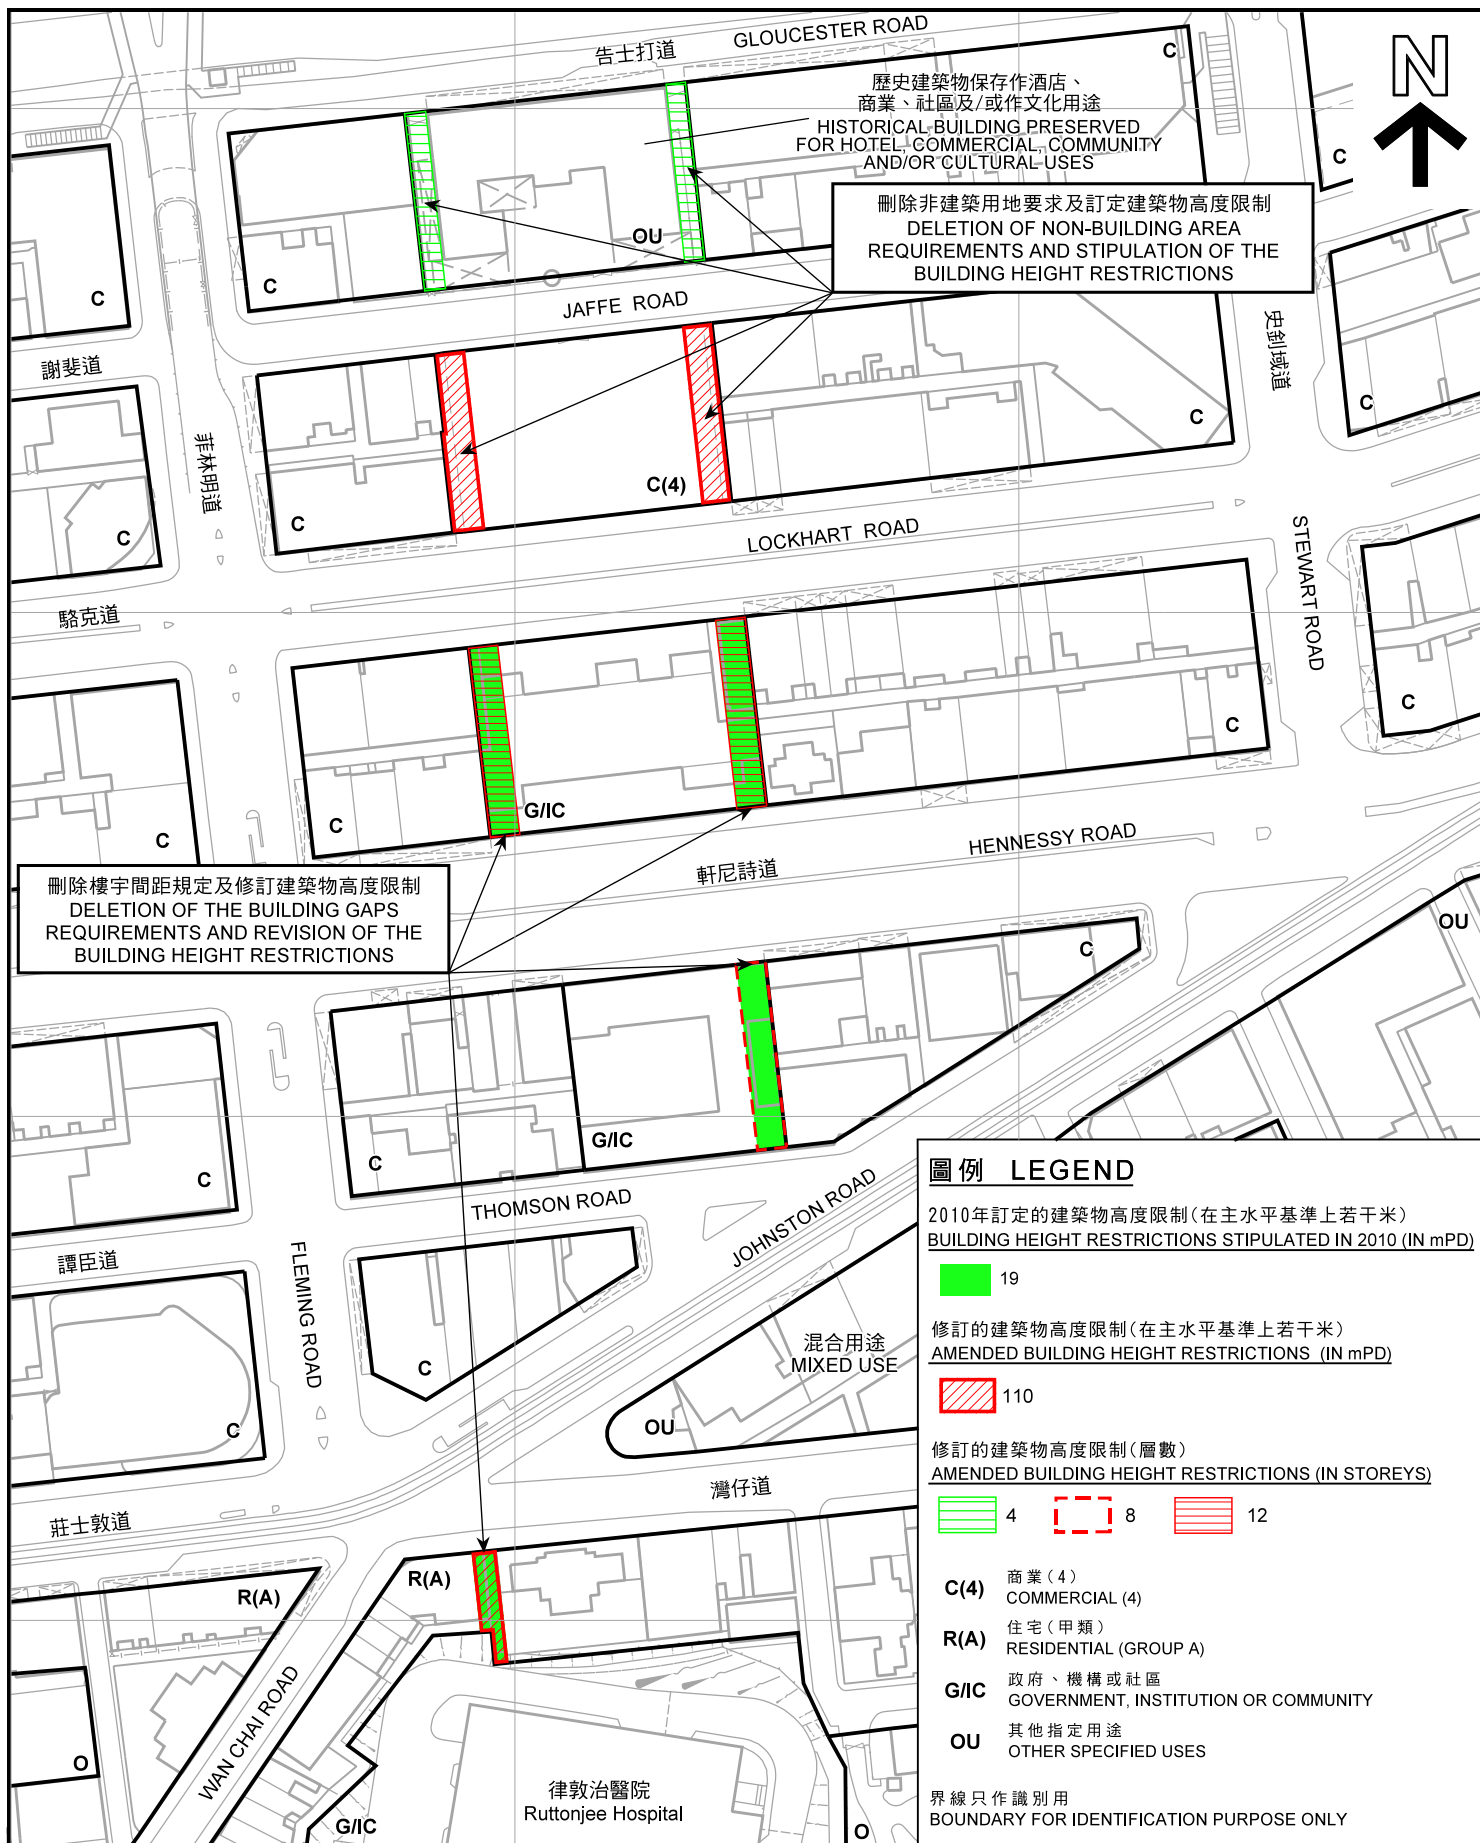 告士打道
GLOUCESTER ROAD
C
N
歷史建築物保存作酒店、
商業、社區及/或作文化用途
HISTORICAL BUILDING PRESERVED
FOR HOTEL, COMMERCIAL, COMMUNITY
AND/OR CULTURAL USES
C
刪除非建築用地要求及訂定建築物高度限制
DELETION OF NON-BUILDING AREA
REQUIREMENTS AND STIPULATION OF THE
BUILDING HEIGHT RESTRICTIONS
OU
C
C
JAFFE ROAD
謝斐道
史釗域道
菲林明道
C
C
C(4)
C
C
LOCKHART ROAD
駱克道
STEWART ROAD
C
C
G/IC
C
C
HENNESSY ROAD
軒尼詩道
刪除樓宇間距規定及修訂建築物高度限制
DELETION OF THE BUILDING GAPS
REQUIREMENTS AND REVISION OF THE
BUILDING HEIGHT RESTRICTIONS
OU
C
G/IC
C
C
THOMSON ROAD
JOHNSTON ROAD
譚臣道
FLEMING ROAD
混合用途
MIXED USE
C
C
OU
灣仔道
莊士敦道
R(A)
R(A)
WAN CHAI ROAD
O
律敦治醫院
Ruttonjee Hospital
G/IC
O
圖例 LEGEND
2010年訂定的建築物高度限制(在主水平基準上若干米)
BUILDING HEIGHT RESTRICTIONS STIPULATED IN 2010 (IN mPD)
19
修訂的建築物高度限制(在主水平基準上若干米)
AMENDED BUILDING HEIGHT RESTRICTIONS (IN mPD)
110
修訂的建築物高度限制(層數)
AMENDED BUILDING HEIGHT RESTRICTIONS (IN STOREYS)
4 8 12
C(4) 商業(4)
COMMERCIAL (4)
R(A) 住宅(甲類)
RESIDENTIAL (GROUP A)
G/IC 政府、機構或社區
GOVERNMENT, INSTITUTION OR COMMUNITY
OU 其他指定用途
OTHER SPECIFIED USES
界線只作識別用
BOUNDARY FOR IDENTIFICATION PURPOSE ONLY